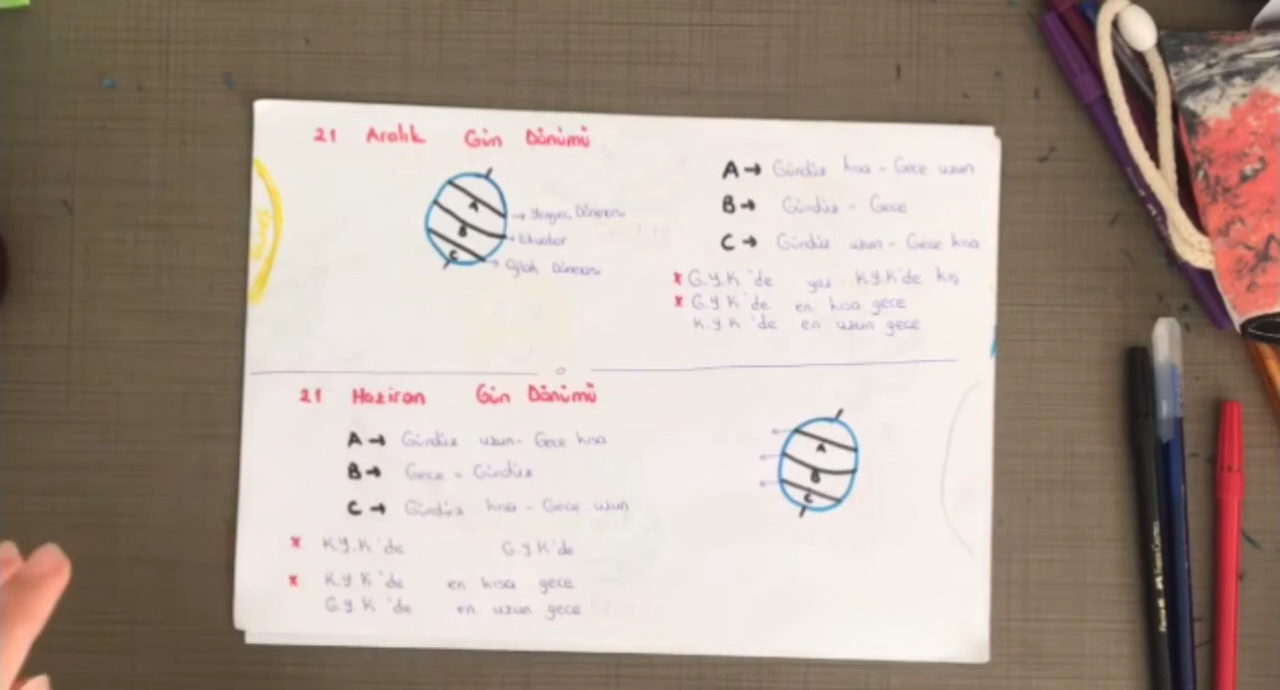 21 Aralık Gün Dönümü
A
B
C
→ Yengeç Dönencesi
→ Ekvator
→ Oğlak Dönencesi
A → Gündüz kısa - Gece uzun
B → Gündüz = Gece
C → Gündüz uzun - Gece kısa
x G.Y.K 'de yaz K.Y.K'de kış
x G.Y.K 'de en kısa gece
K.Y.K 'de en uzun gece
21 Haziran Gün Dönümü
A → Gündüz uzun - Gece kısa
B → Gece = Gündüz
C → Gündüz kısa - Gece uzun
x K.Y.K 'de G.Y.K'de
x K.Y.K 'de en kısa gece
G.Y.K 'de en uzun gece
A
B
C